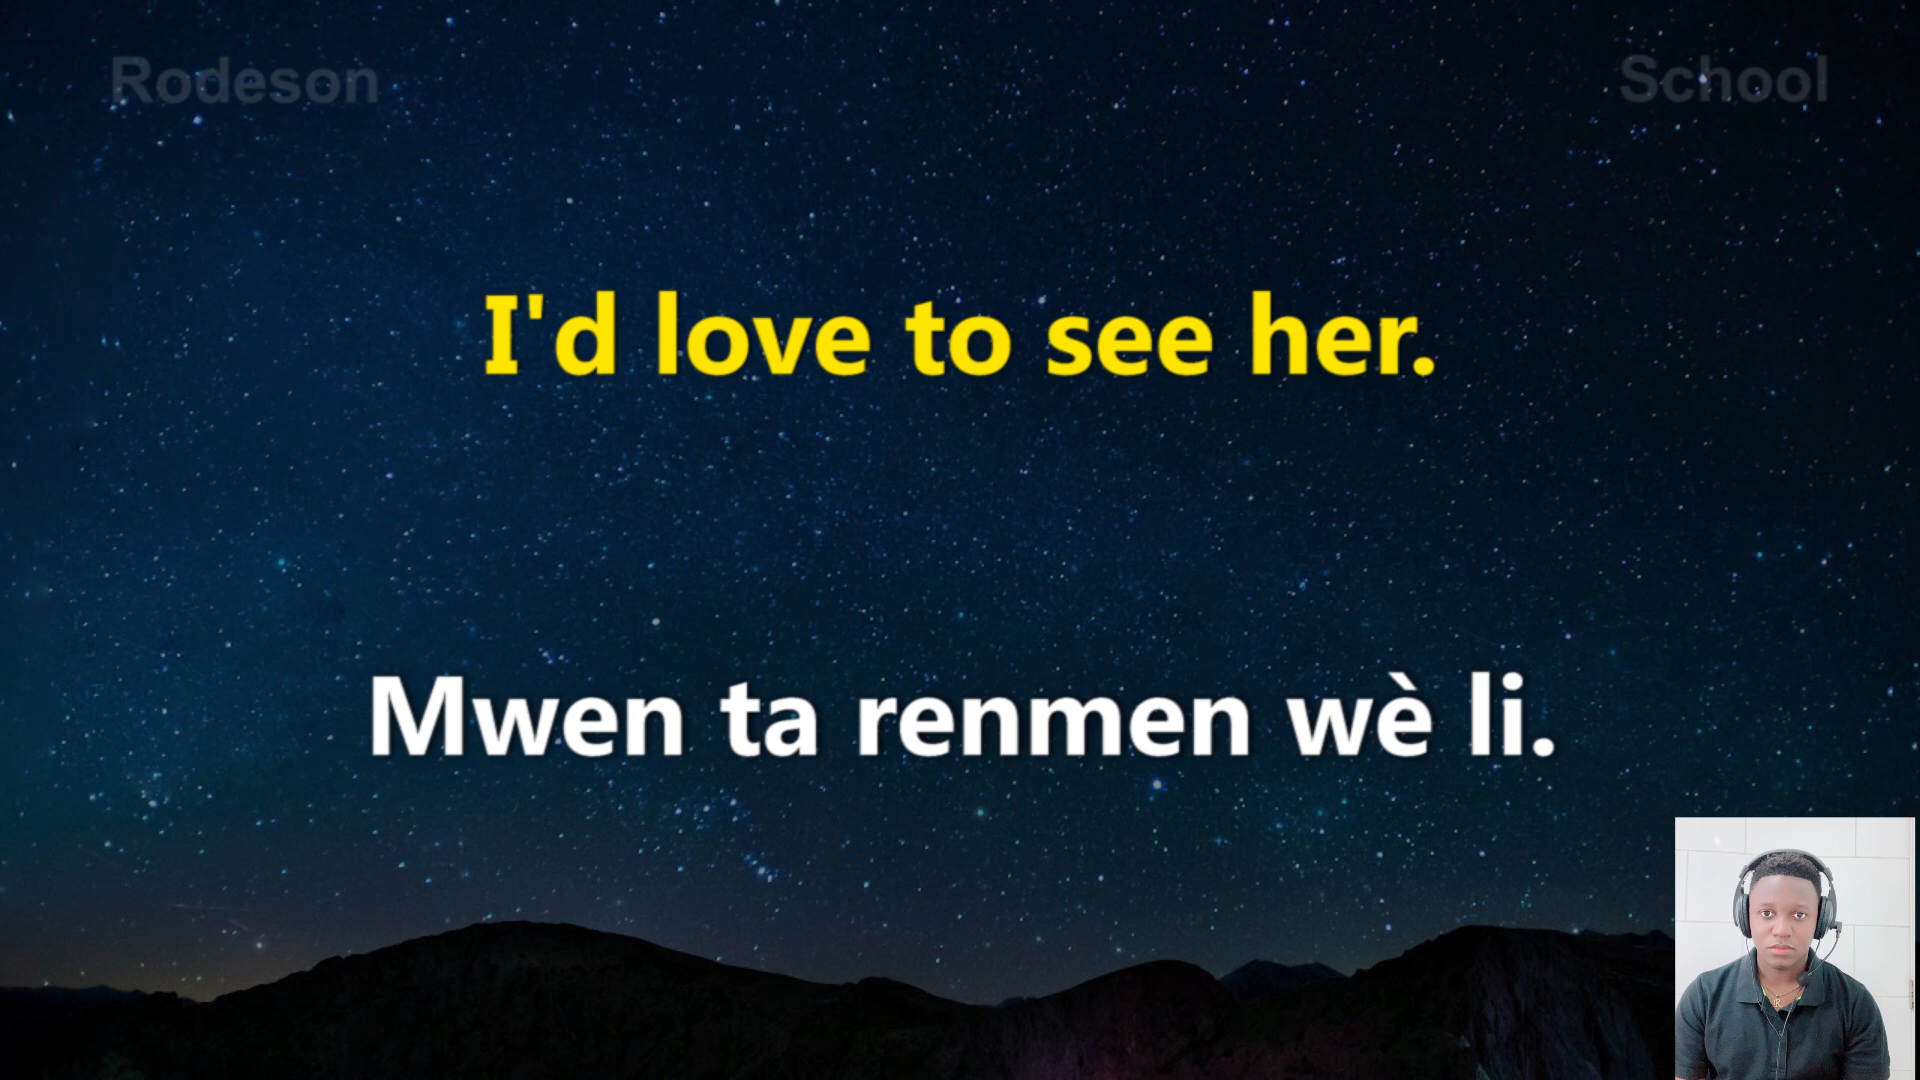 Rodeson School
I'd love to see her.
Mwen ta renmen wè li.